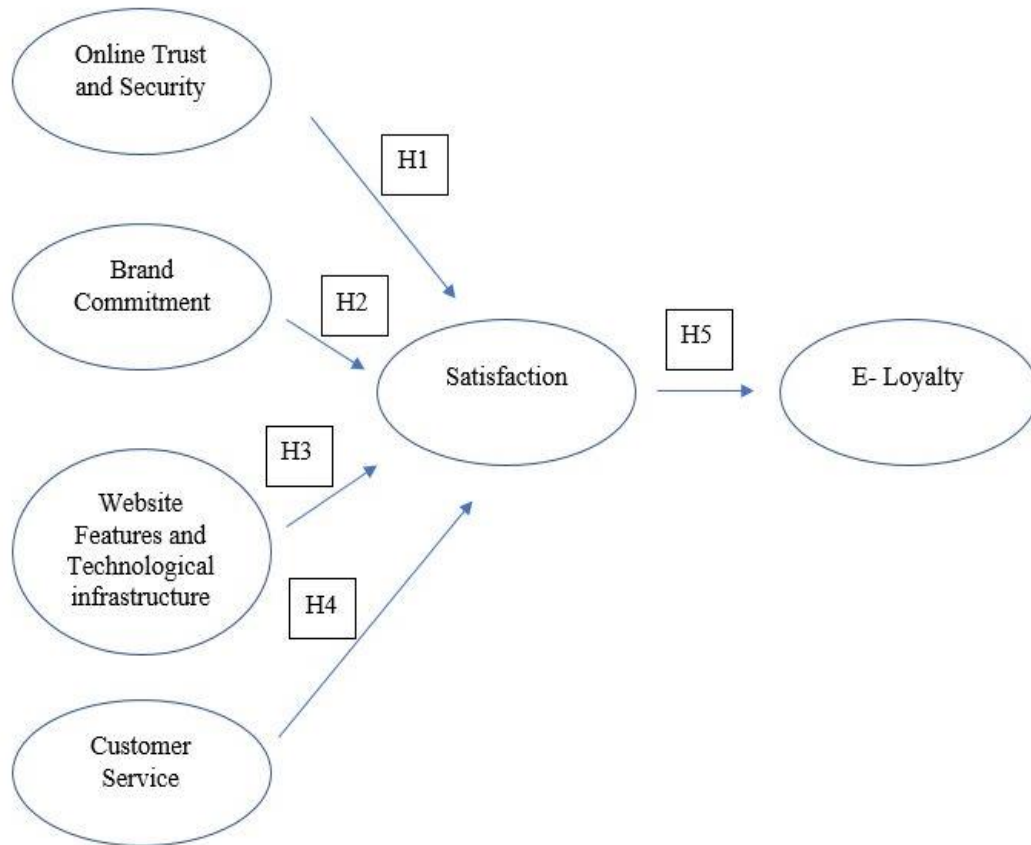 Online Trust
and Security
H1
Brand
Commitment
H2
Satisfaction
H5
E- Loyalty
H3
Website
Features and
Technological
infrastructure
H4
Customer
Service